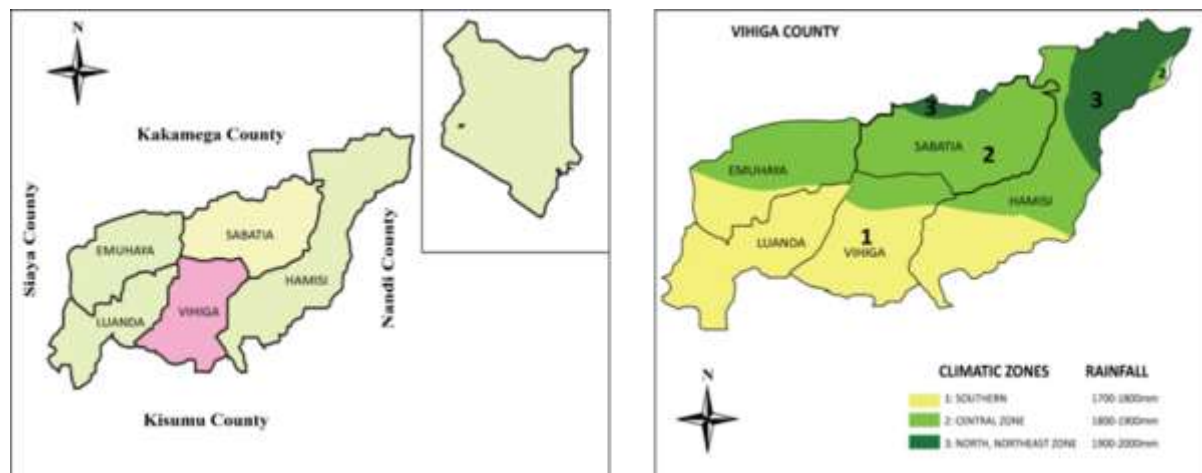 N
Kakamega County
Siaya County
SABATIA
EMUHAYA
Nandi County
HAMISI
VIHIGA
LUANDA
Kisumu County
VIHIGA COUNTY
2
3
3
SABATIA
2
EMUHAYA
HAMISI
1
LUANDA
VIHIGA
N
CLIMATIC ZONES RAINFALL
1: SOUTHERN 1700-1800mm
2: CENTRAL ZONE 1800-1900mm
3: NORTH, NORTHEAST ZONE 1900-2000mm